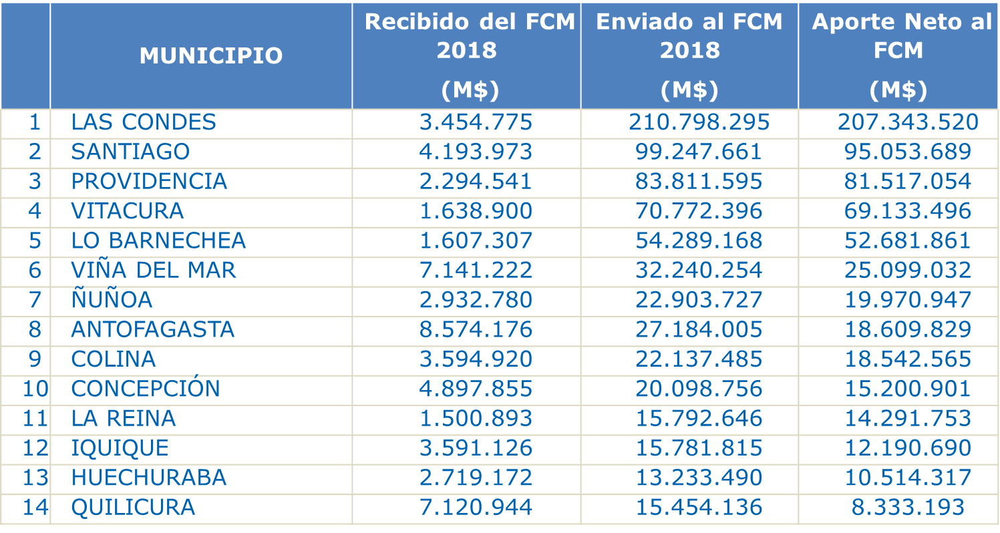 MUNICIPIO Recibido del FCM 2018 (M$) Enviado al FCM 2018 (M$) Aporte Neto al FCM (M$)
1 LAS CONDES 3.454.775 210.798.295 207.343.520
2 SANTIAGO 4.193.973 99.247.661 95.053.689
3 PROVIDENCIA 2.294.541 83.811.595 81.517.054
4 VITACURA 1.638.900 70.772.396 69.133.496
5 LO BARNECHEA 1.607.307 54.289.168 52.681.861
6 VIÑA DEL MAR 7.141.222 32.240.254 25.099.032
7 ÑUÑOA 2.932.780 22.903.727 19.970.947
8 ANTOFAGASTA 8.574.176 27.184.005 18.609.829
9 COLINA 3.594.920 22.137.485 18.542.565
10 CONCEPCIÓN 4.897.855 20.098.756 15.200.901
11 LA REINA 1.500.893 15.792.646 14.291.753
12 IQUIQUE 3.591.126 15.781.815 12.190.690
13 HUECHURABA 2.719.172 13.233.490 10.514.317
14 QUILICURA 7.120.944 15.454.136 8.333.193